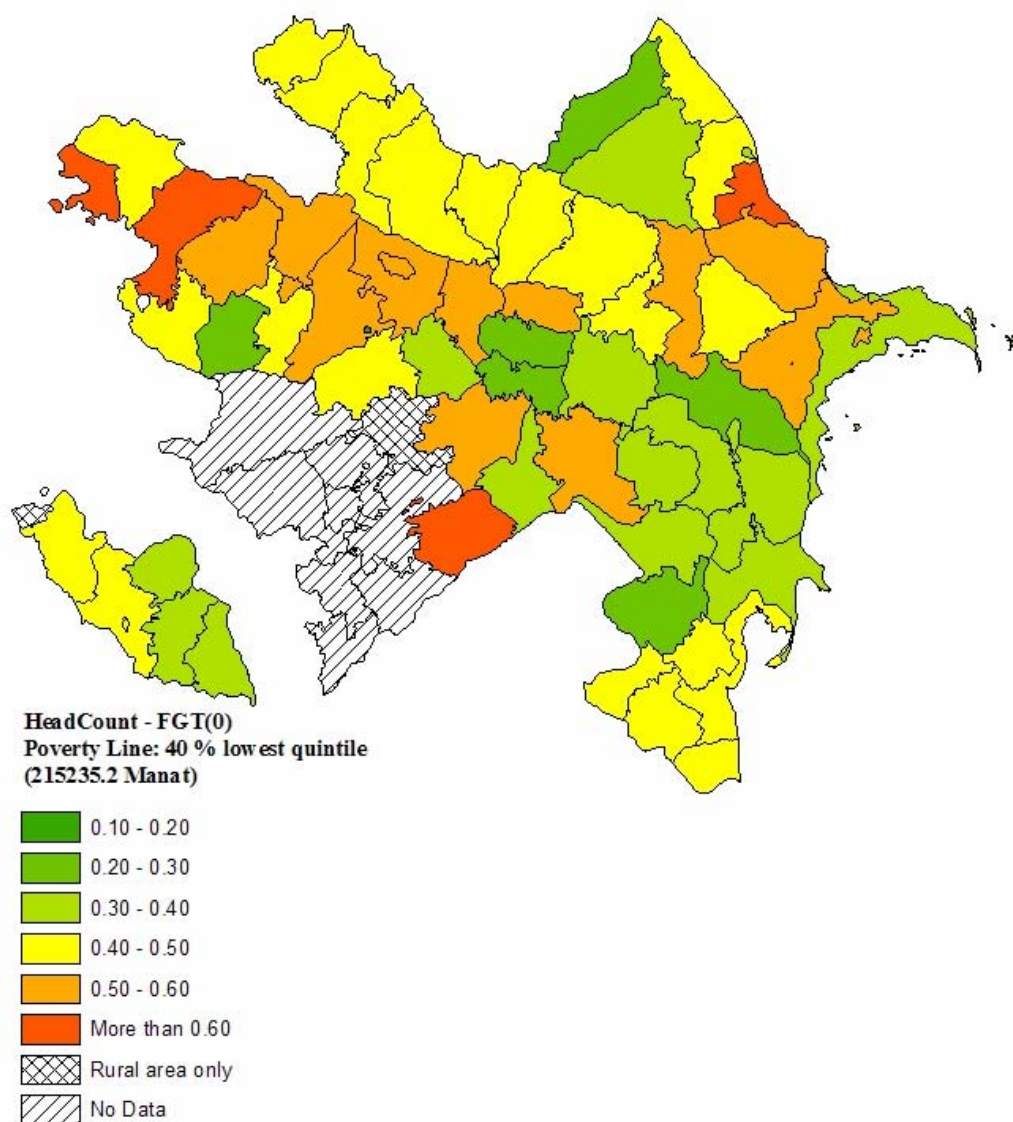 HeadCount - FGT(0)
Poverty Line: 40 % lowest quintile
(215235.2 Manat)
0.10 - 0.20
0.20 - 0.30
0.30 - 0.40
0.40 - 0.50
0.50 - 0.60
More than 0.60
Rural area only
No Data